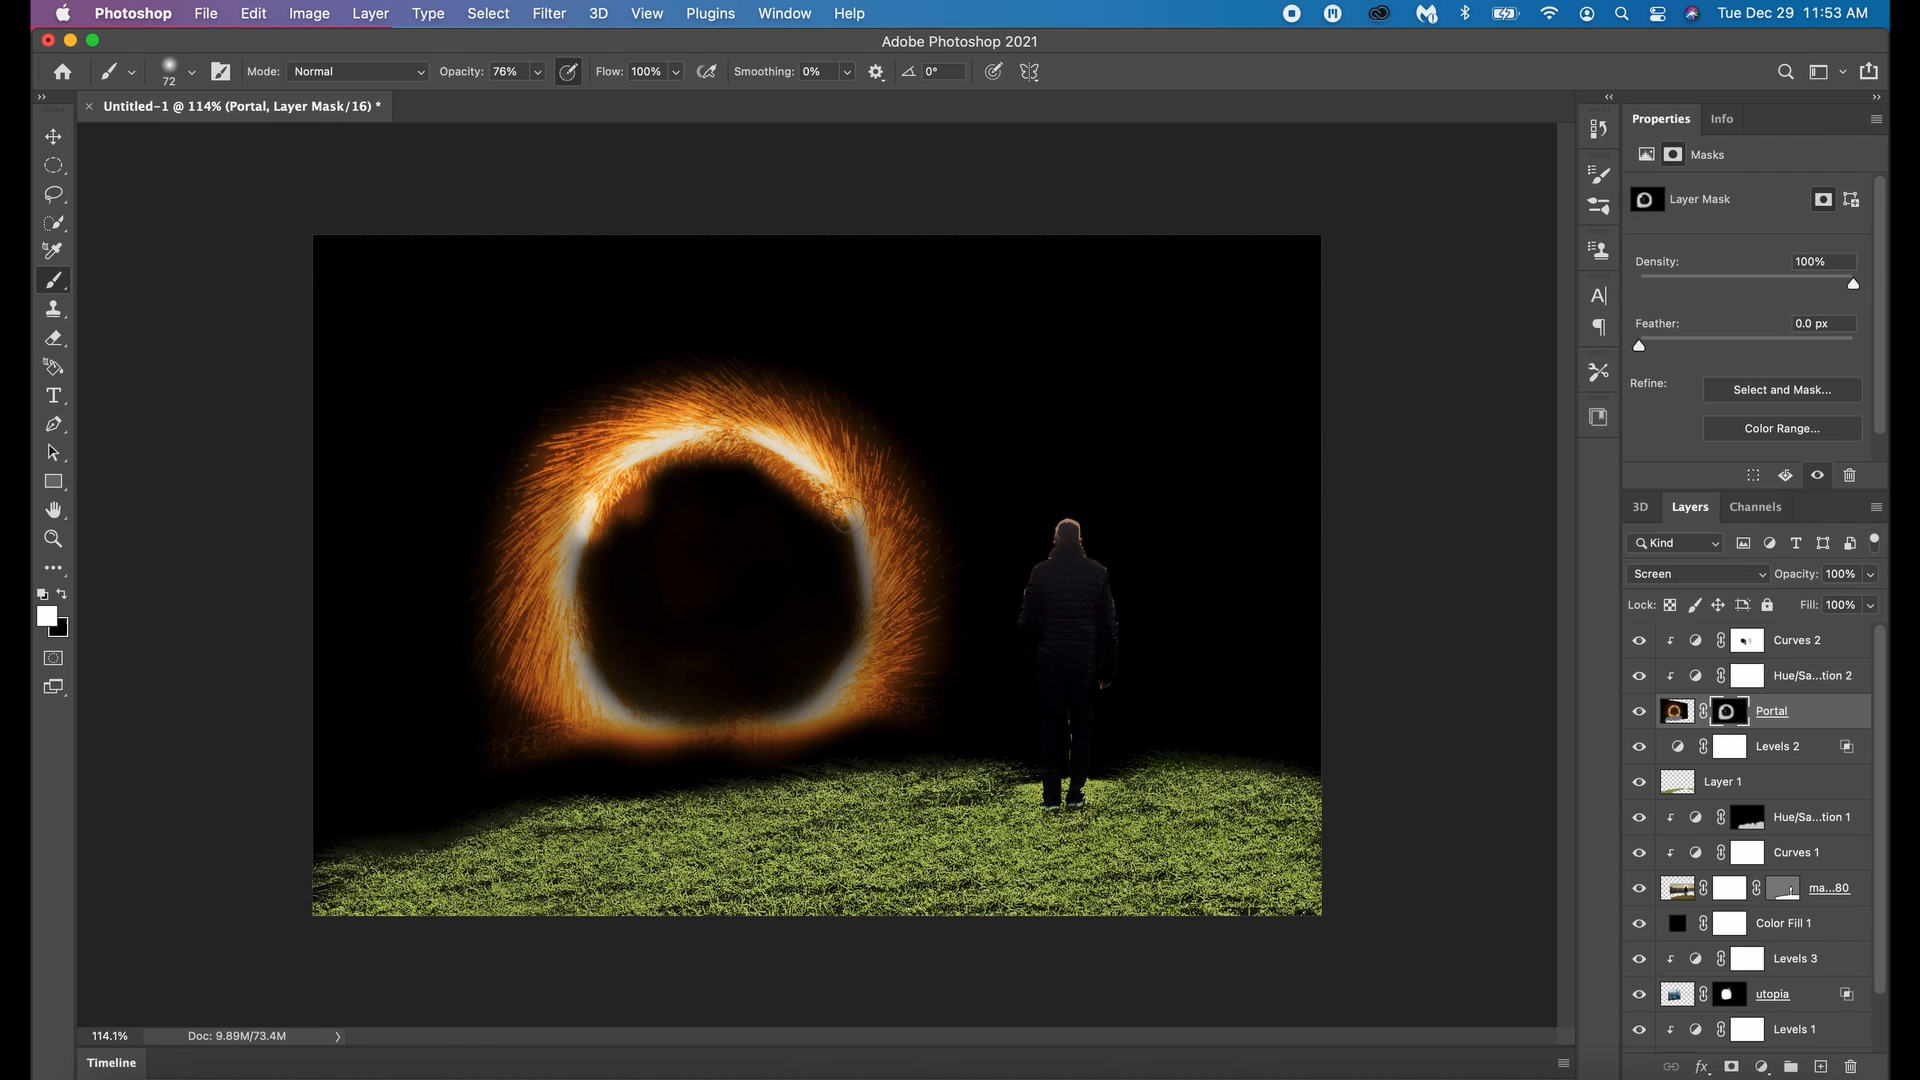 Photoshop File Edit Image Layer Type Select Filter 3D View Plugins Window Help Tue Dec 29 11:53 AM
Adobe Photoshop 2021
72 Mode: Normal Opacity: 76% Flow: 100% Smoothing: 0% 0°
Untitled-1 @ 114% (Portal, Layer Mask/16) *
Properties Info
Masks
Layer Mask
Density: 100%
Feather: 0.0 px
Refine: Select and Mask...
Color Range...
3D Layers Channels
Kind
Screen Opacity: 100%
Lock: Fill: 100%
Curves 2
Hue/Sa...tion 2
Portal
Levels 2
Layer 1
Hue/Sa...tion 1
Curves 1
ma...80
Color Fill 1
Levels 3
utopia
Levels 1
114.1% Doc: 9.89M/73.4M
Timeline